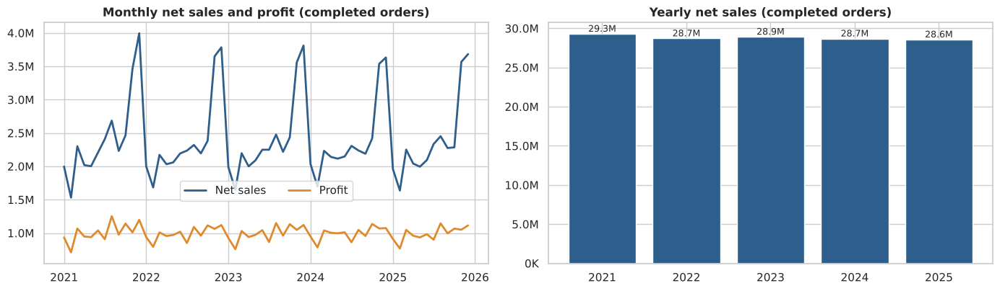 Monthly net sales and profit (completed orders)
4.0M
3.5M
3.0M
2.5M
2.0M
1.5M
1.0M
Net sales
Profit
2021
2022
2023
2024
2025
2026
Yearly net sales (completed orders)
30.0M
25.0M
20.0M
15.0M
10.0M
5.0M
0K
29.3M
28.7M
28.9M
28.7M
28.6M
2021
2022
2023
2024
2025